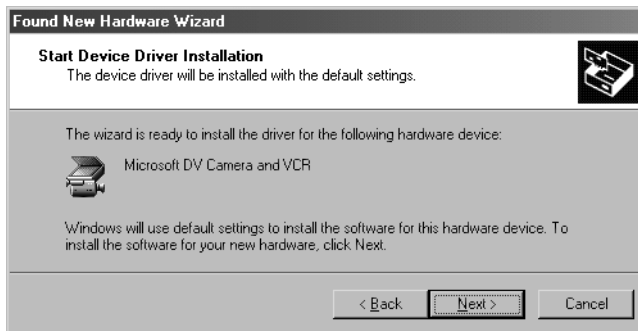 Found New Hardware Wizard
Start Device Driver Installation
The device driver will be installed with the default settings.
The wizard is ready to install the driver for the following hardware device:
Microsoft DV Camera and VCR
Windows will use default settings to install the software for this hardware device. To
install the software for your new hardware, click Next.
< Back Next > Cancel